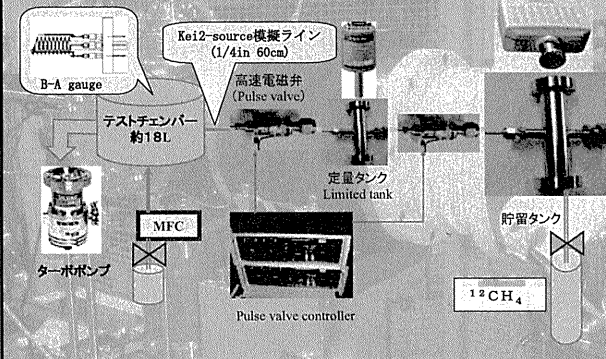 B-A gauge
Kei2-source模擬ライン
(1/4in 60cm)
高速電磁弁
(Pulse valve)
テストチェンバー
約18L
定量タンク
Limited tank
MFC
ターボポンプ
貯留タンク
¹²CH₄
Pulse valve controller